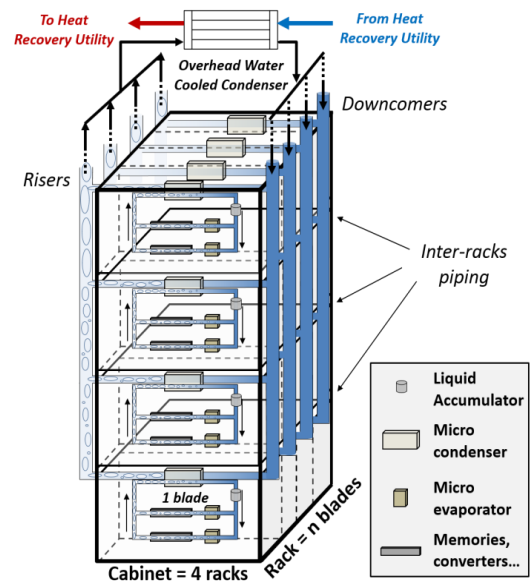 To Heat
Recovery Utility
From Heat
Recovery Utility
Overhead Water
Cooled Condenser
Downcomers
Risers
Inter-racks
piping
1 blade
Cabinet = 4 racks
Rack = n blades
Liquid
Accumulator
Micro
condenser
Micro
evaporator
Memories,
converters...